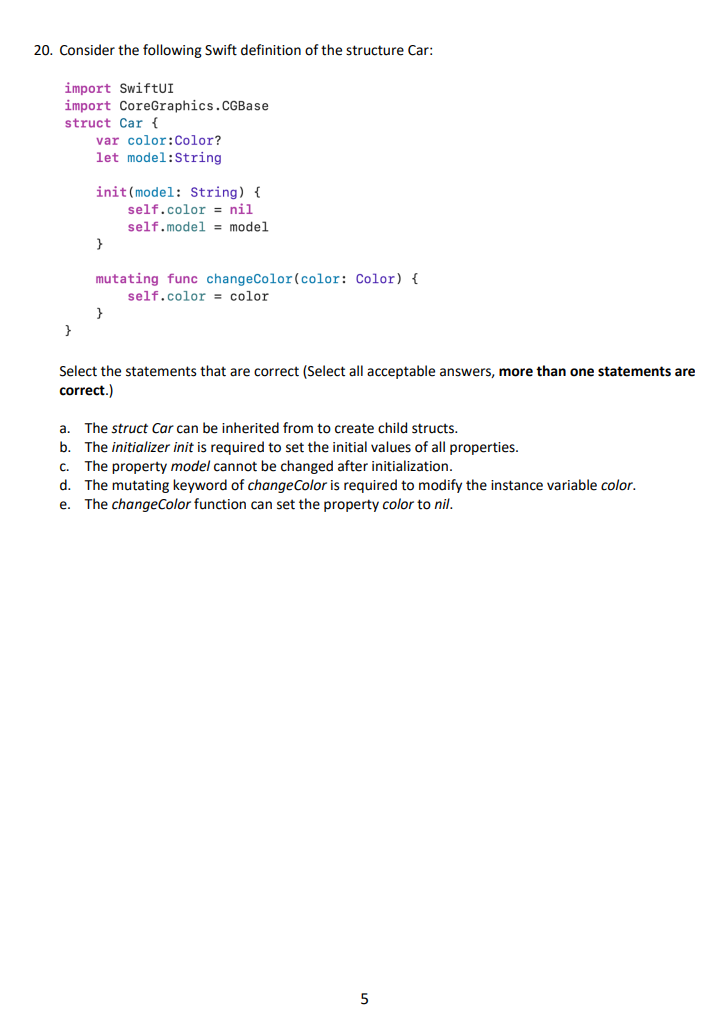 20. Consider the following Swift definition of the structure Car:
import SwiftUI
import CoreGraphics.CGBase
struct Car {
var color:Color?
let model:String
init(model: String) {
self.color = nil
self.model = model
}
mutating func changeColor(color: Color) {
self.color = color
}
}
Select the statements that are correct (Select all acceptable answers, more than one statements are
correct.)
a. The struct Car can be inherited from to create child structs.
b. The initializer init is required to set the initial values of all properties.
c. The property model cannot be changed after initialization.
d. The mutating keyword of changeColor is required to modify the instance variable color.
e. The changeColor function can set the property color to nil.
5